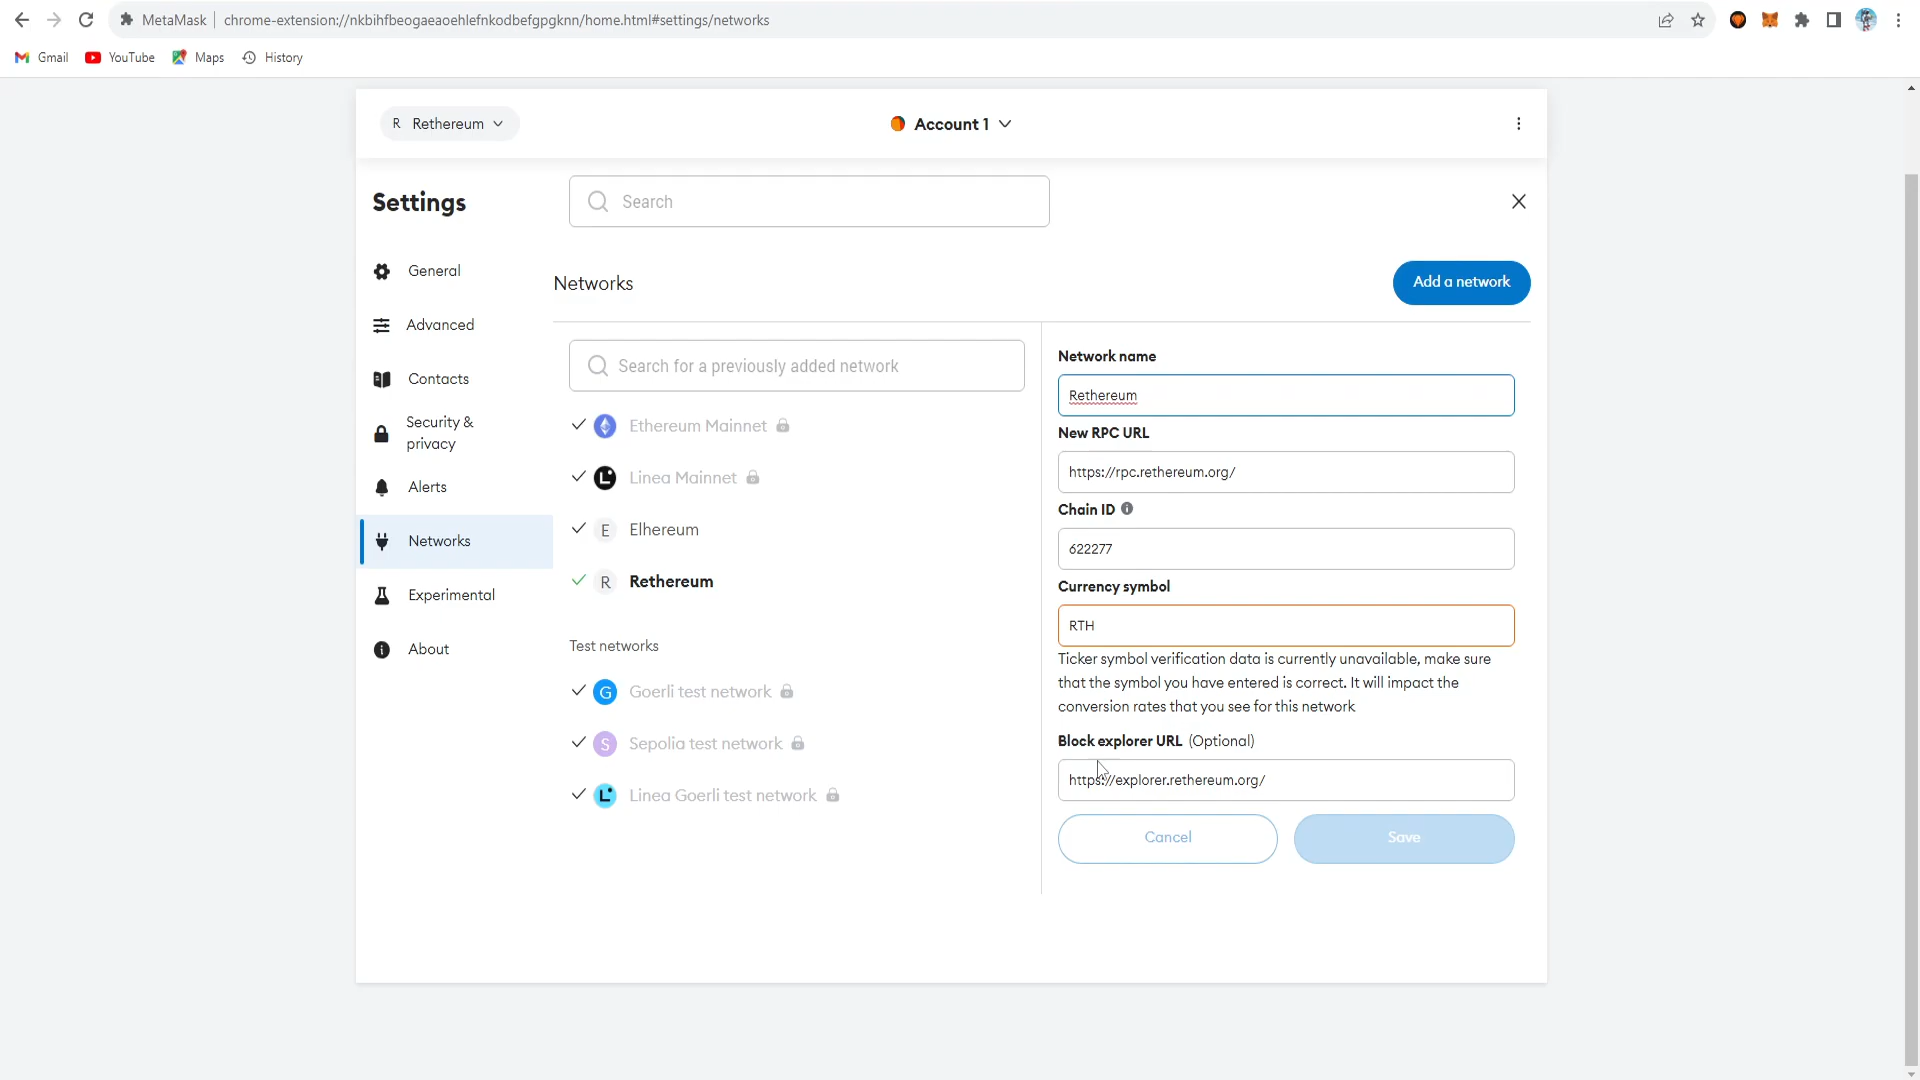 MetaMask
chrome-extension://nkbihfbeogaeaoehlefnkodbefgpgknn/home.html#settings/networks
Gmail
YouTube
Maps
History
R Rethereum
Account 1
Settings
Search
General
Advanced
Contacts
Security &
privacy
Alerts
Networks
Experimental
About
Networks
Add a network
Search for a previously added network
Ethereum Mainnet
L Linea Mainnet
E Elhereum
R Rethereum
Test networks
G Goerli test network
S Sepolia test network
L Linea Goerli test network
Network name
Rethereum
New RPC URL
https://rpc.rethereum.org/
Chain ID
622277
Currency symbol
RTH
Ticker symbol verification data is currently unavailable, make sure
that the symbol you have entered is correct. It will impact the
conversion rates that you see for this network
Block explorer URL (Optional)
https://explorer.rethereum.org/
Cancel
Save